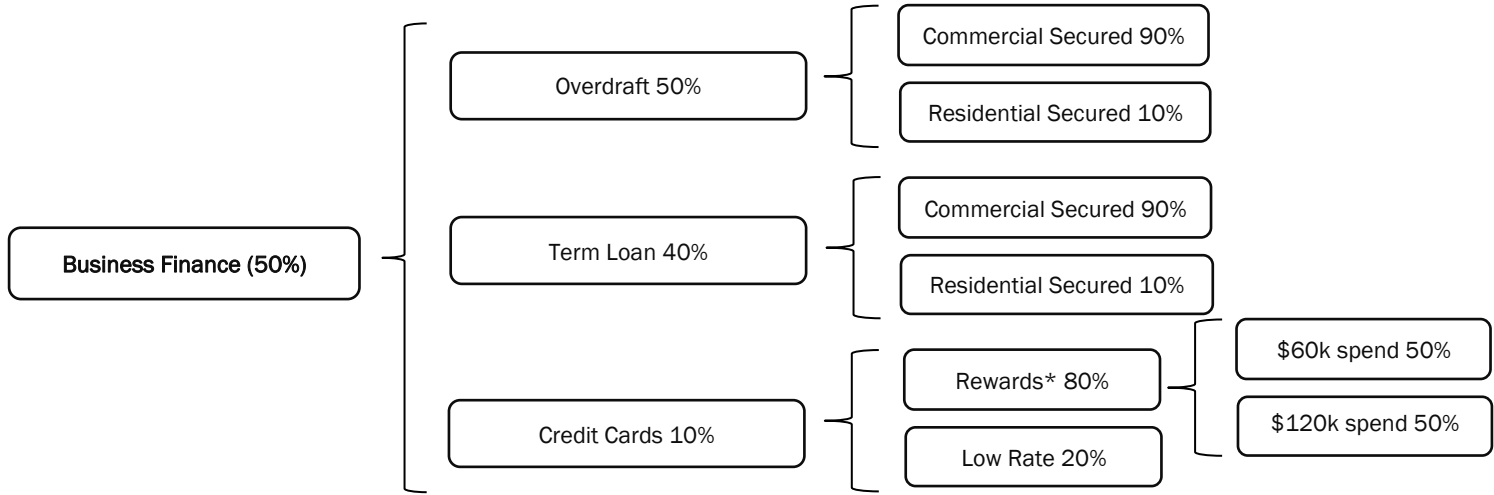 Business Finance (50%)
Overdraft 50%
Commercial Secured 90%
Residential Secured 10%
Term Loan 40%
Commercial Secured 90%
Residential Secured 10%
Credit Cards 10%
Rewards* 80%
$60k spend 50%
$120k spend 50%
Low Rate 20%